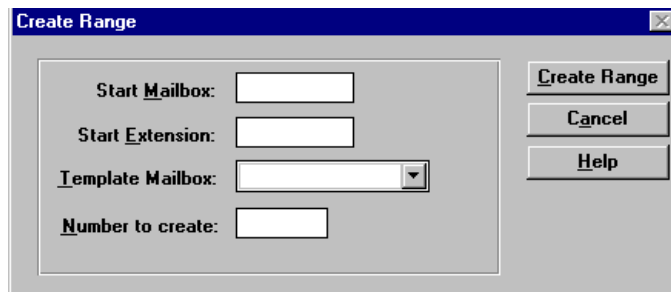 Create Range
Start Mailbox:
Start Extension:
Template Mailbox:
Number to create:
Create Range
Cancel
Help